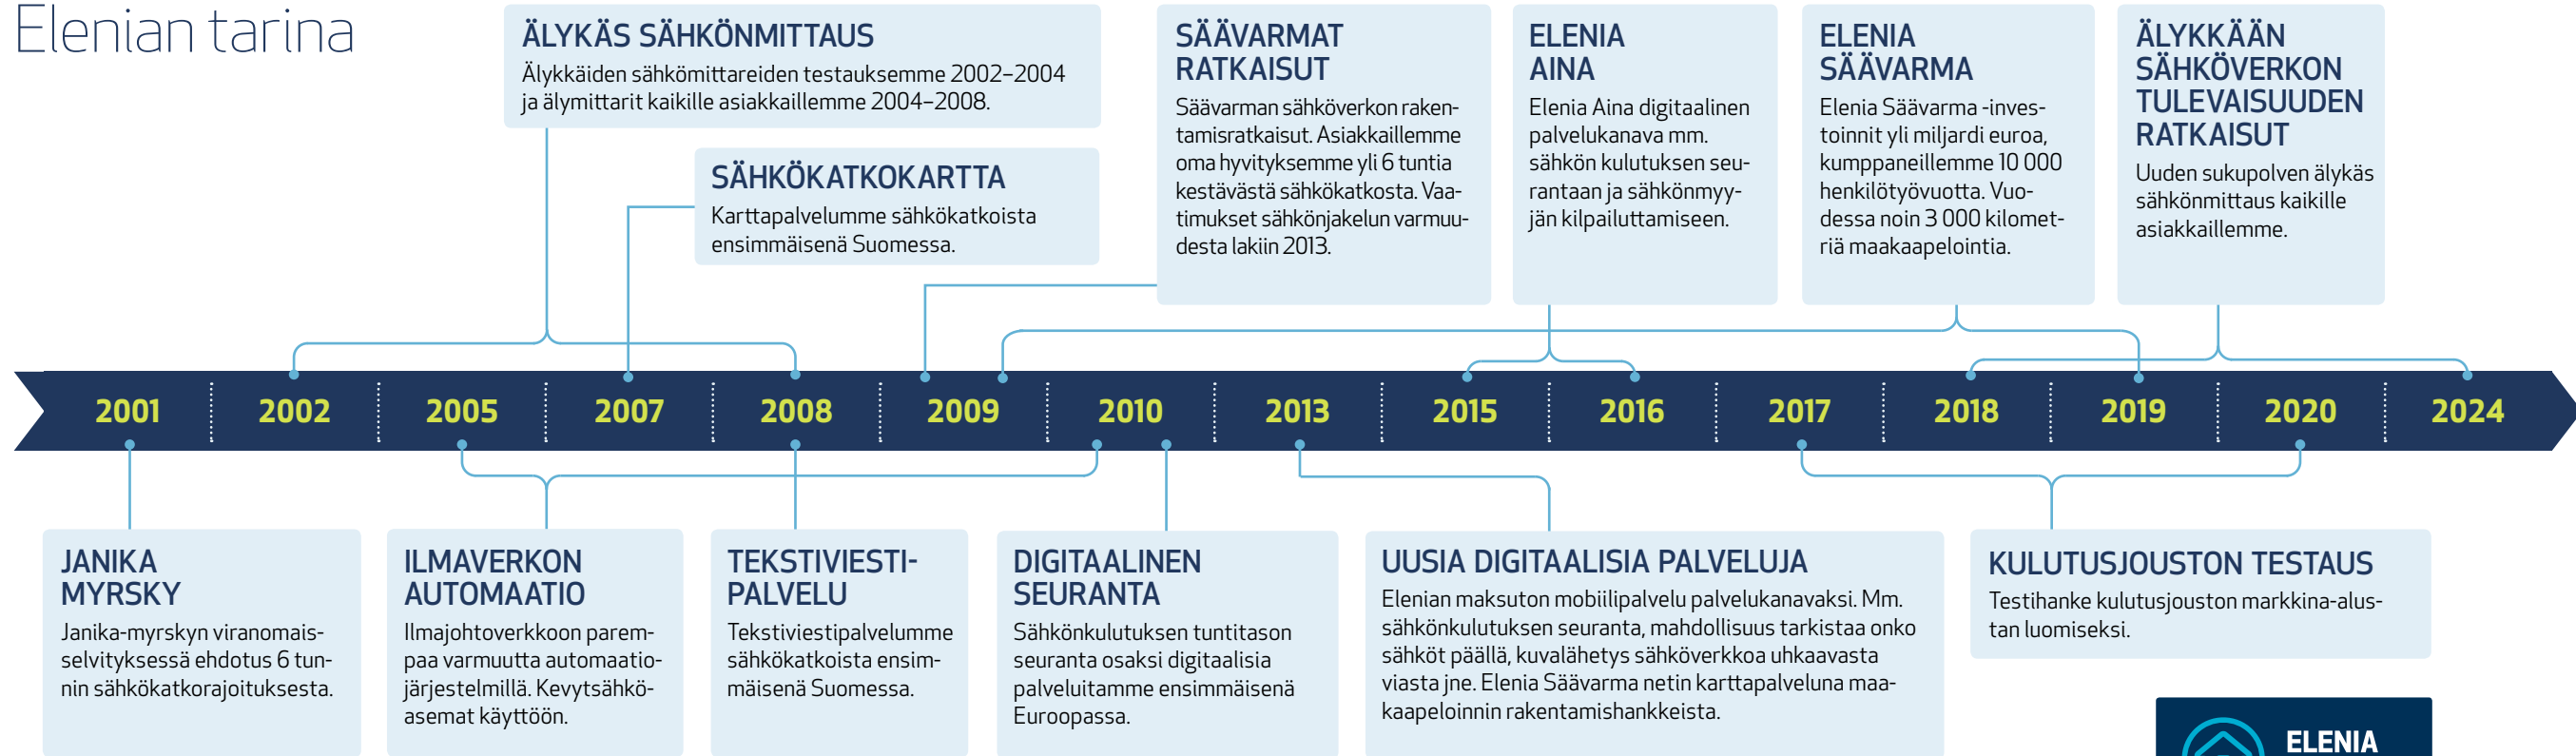 Elenian tarina
ÄLYKÄS SÄHKÖNMITTAUS
Älykkäiden sähkömittareiden testauksemme 2002–2004
ja älymittarit kaikille asiakkaillemme 2004–2008.
SÄHKÖKATKOKARTTA
Karttapalvelumme sähkökatkoista
ensimmäisenä Suomessa.
SÄÄVARMAT
RATKAISUT
Säävarman sähköverkon raken-
tamisratkaisut. Asiakkaillemme
oma hyvityksemme yli 6 tuntia
kestävästä sähkökatkosta. Vaa-
timukset sähkönjakelun varmuu-
desta lakiin 2013.
ELENIA
AINA
Elenia Aina digitaalinen
palvelukanava mm.
sähkön kulutuksen seu-
rantaan ja sähkönmyy-
jän kilpailuttamiseen.
ELENIA
SÄÄVARMA
Elenia Säävarma -inves-
toinnit yli miljardi euroa,
kumppaneillemme 10 000
henkilötyövuotta. Vuo-
dessa noin 3 000 kilomet-
riä maakaapelointia.
ÄLYKKÄÄN
SÄHKÖVERKON
TULEVAISUUDEN
RATKAISUT
Uuden sukupolven älykäs
sähkönmittaus kaikille
asiakkaillemme.
2001 2002 2005 2007 2008 2009 2010 2013 2015 2016 2017 2018 2019 2020 2024
JANIKA
MYRSKY
Janika-myrskyn viranomais-
selvityksessä ehdotus 6 tun-
nin sähkökatkorajoituksesta.
ILMAVERKON
AUTOMAATIO
Ilmajohtoverkkoon parem-
paa varmuutta automaatio-
järjestelmillä. Kevytsähkö-
asemat käyttöön.
TEKSTIVIESTI-
PALVELU
Tekstiviestipalvelumme
sähkökatkoista ensim-
mäisenä Suomessa.
DIGITAALINEN
SEURANTA
Sähkönkulutuksen tuntitason
seuranta osaksi digitaalisia
palveluitamme ensimmäisenä
Euroopassa.
UUSIA DIGITAALISIA PALVELUJA
Elenian maksuton mobiilipalvelu palvelukanavaksi. Mm.
sähkönkulutuksen seuranta, mahdollisuus tarkistaa onko
sähköt päällä, kuvalähetys sähköverkkoa uhkaavasta
viasta jne. Elenia Säävarma netin karttapalveluna maa-
kaapeloinnin rakentamishankkeista.
KULUTUSJOUSTON TESTAUS
Testihanke kulutusjouston markkina-alus-
tan luomiseksi.
ELENIA